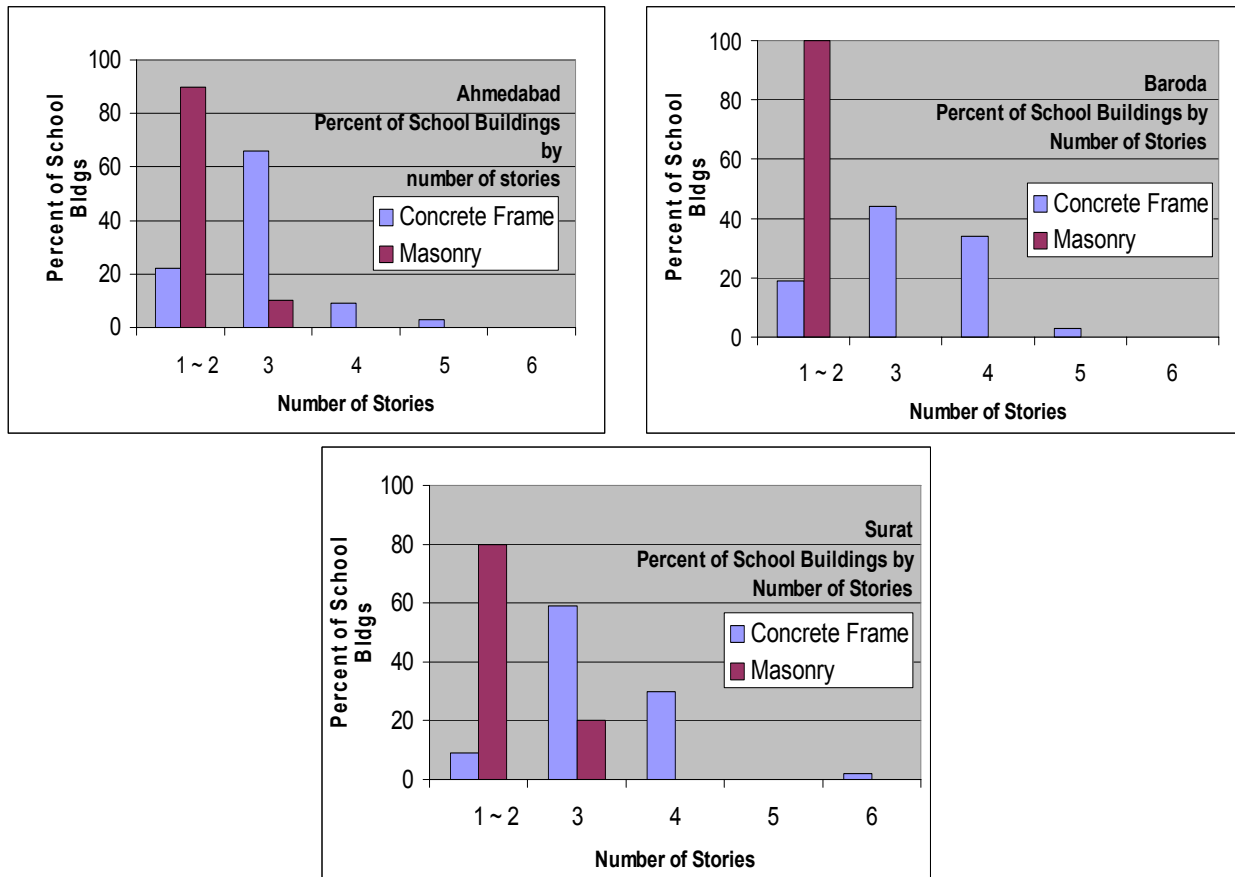 Percent of School
Bldgs
100
80
60
40
20
0
Ahmedabad
Percent of School Buildings
by
number of stories
Concrete Frame
Masonry
1 ~ 2 3 4 5 6
Number of Stories
Percent of School
Bldgs
100
80
60
40
20
0
Baroda
Percent of School Buildings by
Number of Stories
Concrete Frame
Masonry
1 ~ 2 3 4 5 6
Number of Stories
Percent of School
Bldgs
100
80
60
40
20
0
Surat
Percent of School Buildings by
Number of Stories
Concrete Frame
Masonry
1 ~ 2 3 4 5 6
Number of Stories